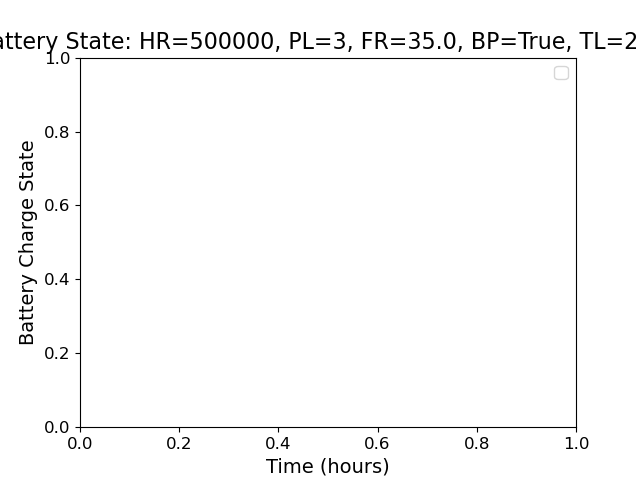 attery State: HR=500000, PL=3, FR=35.0, BP=True, TL=2
1.0
0.8
0.6
0.4
0.2
0.0
Battery Charge State
0.0 0.2 0.4 0.6 0.8 1.0
Time (hours)